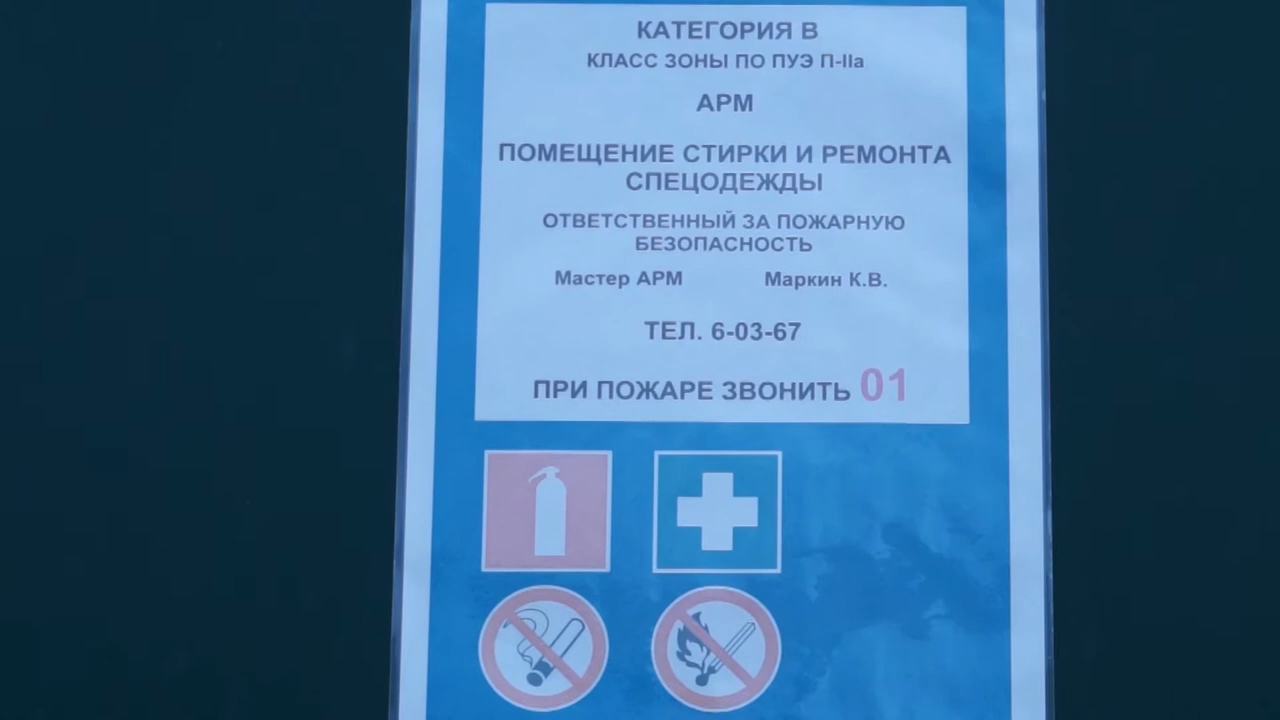 КАТЕГОРИЯ В
КЛАСС ЗОНЫ ПО ПУЭ П-IIа
АРМ
ПОМЕЩЕНИЕ СТИРКИ И РЕМОНТА
СПЕЦОДЕЖДЫ
ОТВЕТСТВЕННЫЙ ЗА ПОЖАРНУЮ
БЕЗОПАСНОСТЬ
Мастер АРМ Маркин К.В.
ТЕЛ. 6-03-67
ПРИ ПОЖАРЕ ЗВОНИТЬ 01